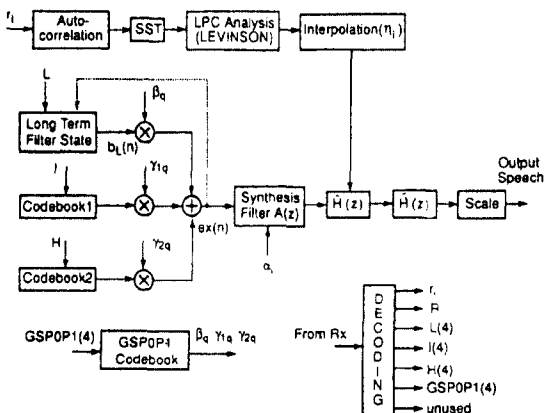 r_i
Auto-
correlation
SST
LPC Analysis
(LEVINSON)
Interpolation(η_i)
L
β_q
Long Term
Filter State
b_L(n)
I
γ_1q
Codebook1
ex(n)
Synthesis
Filter A(z)
Ĥ(z)
H̃(z)
Scale
Output
Speech
α_i
H
γ_2q
Codebook2
GSP0P1(4)
GSP0P1
Codebook
β_q γ_1q γ_2q
From Rx
DECODING
r_i
R
L(4)
I(4)
H(4)
GSP0P1(4)
unused